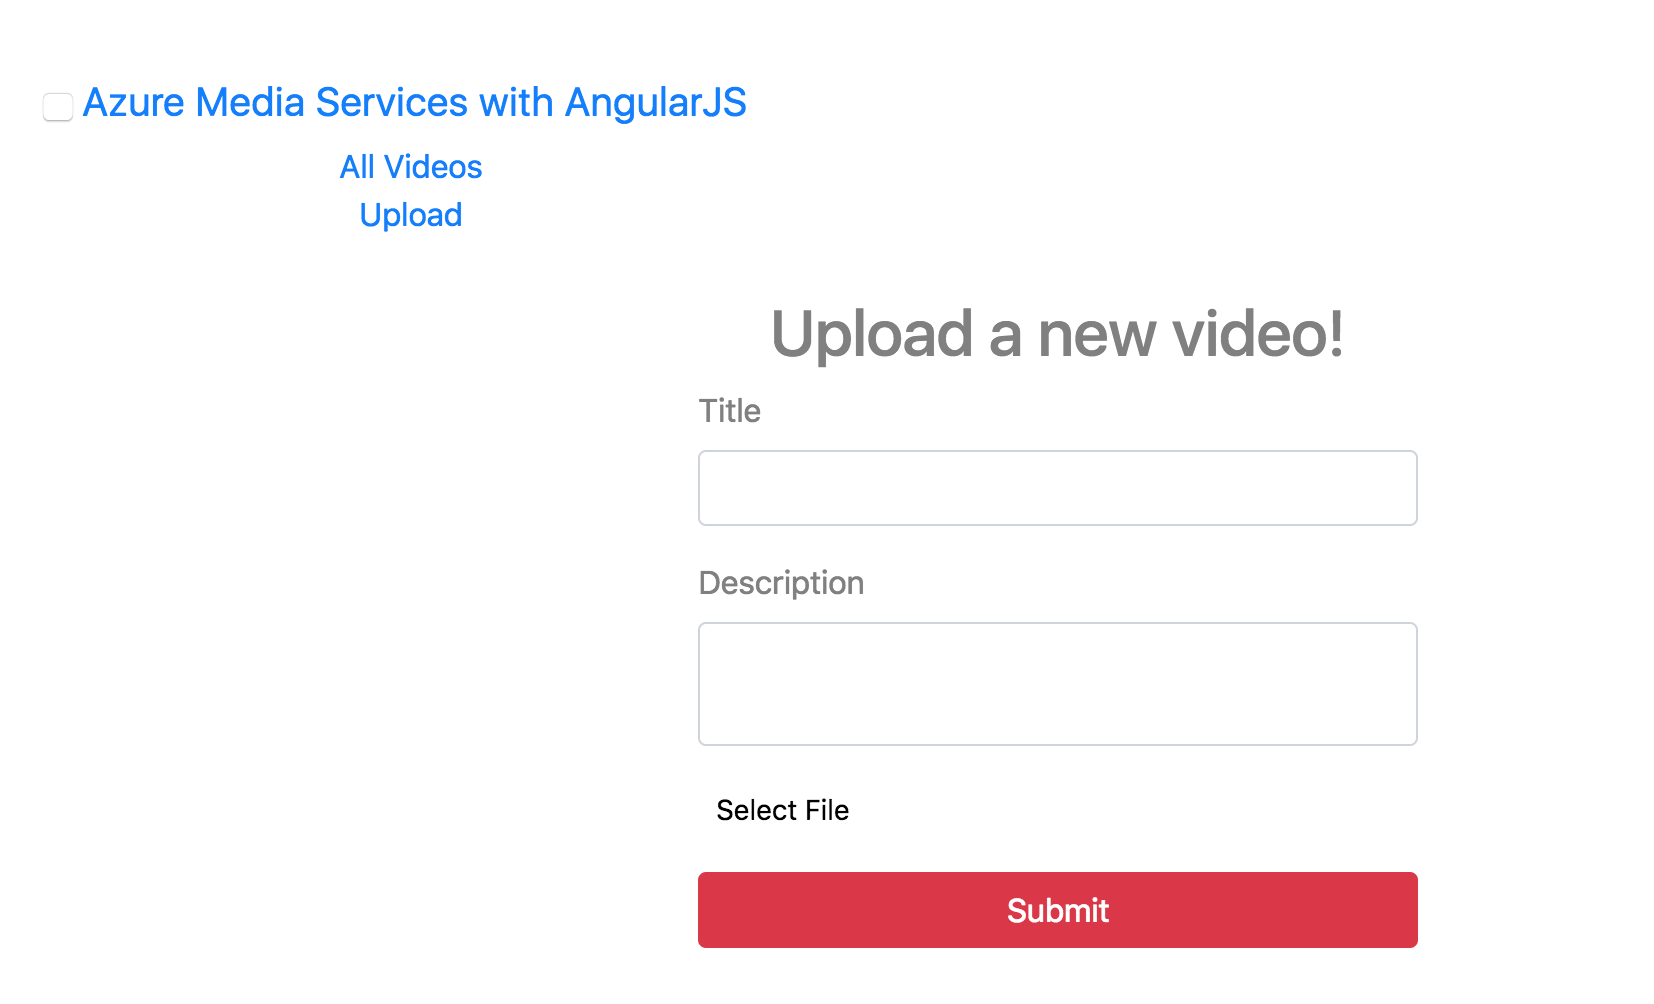 Azure Media Services with AngularJS
All Videos
Upload
Upload a new video!
Title
Description
Select File
Submit